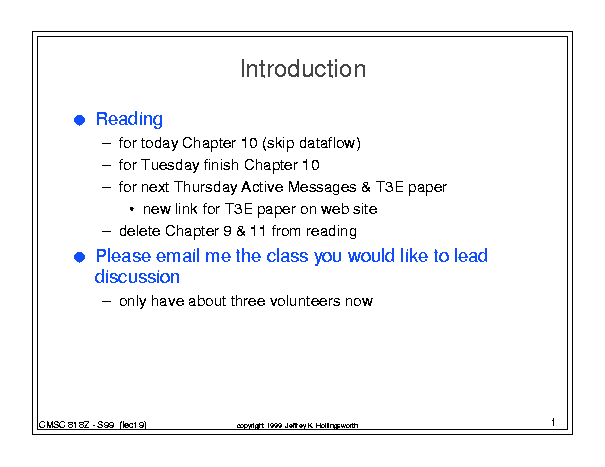 Introduction
Reading
– for today Chapter 10 (skip dataflow)
– for Tuesday finish Chapter 10
– for next Thursday Active Messages & T3E paper
• new link for T3E paper on web site
– delete Chapter 9 & 11 from reading
Please email me the class you would like to lead
discussion
– only have about three volunteers now
CMSC 818Z - S99 (lect9)
copyright 1999 Jeffrey K. Hollingsworth
1